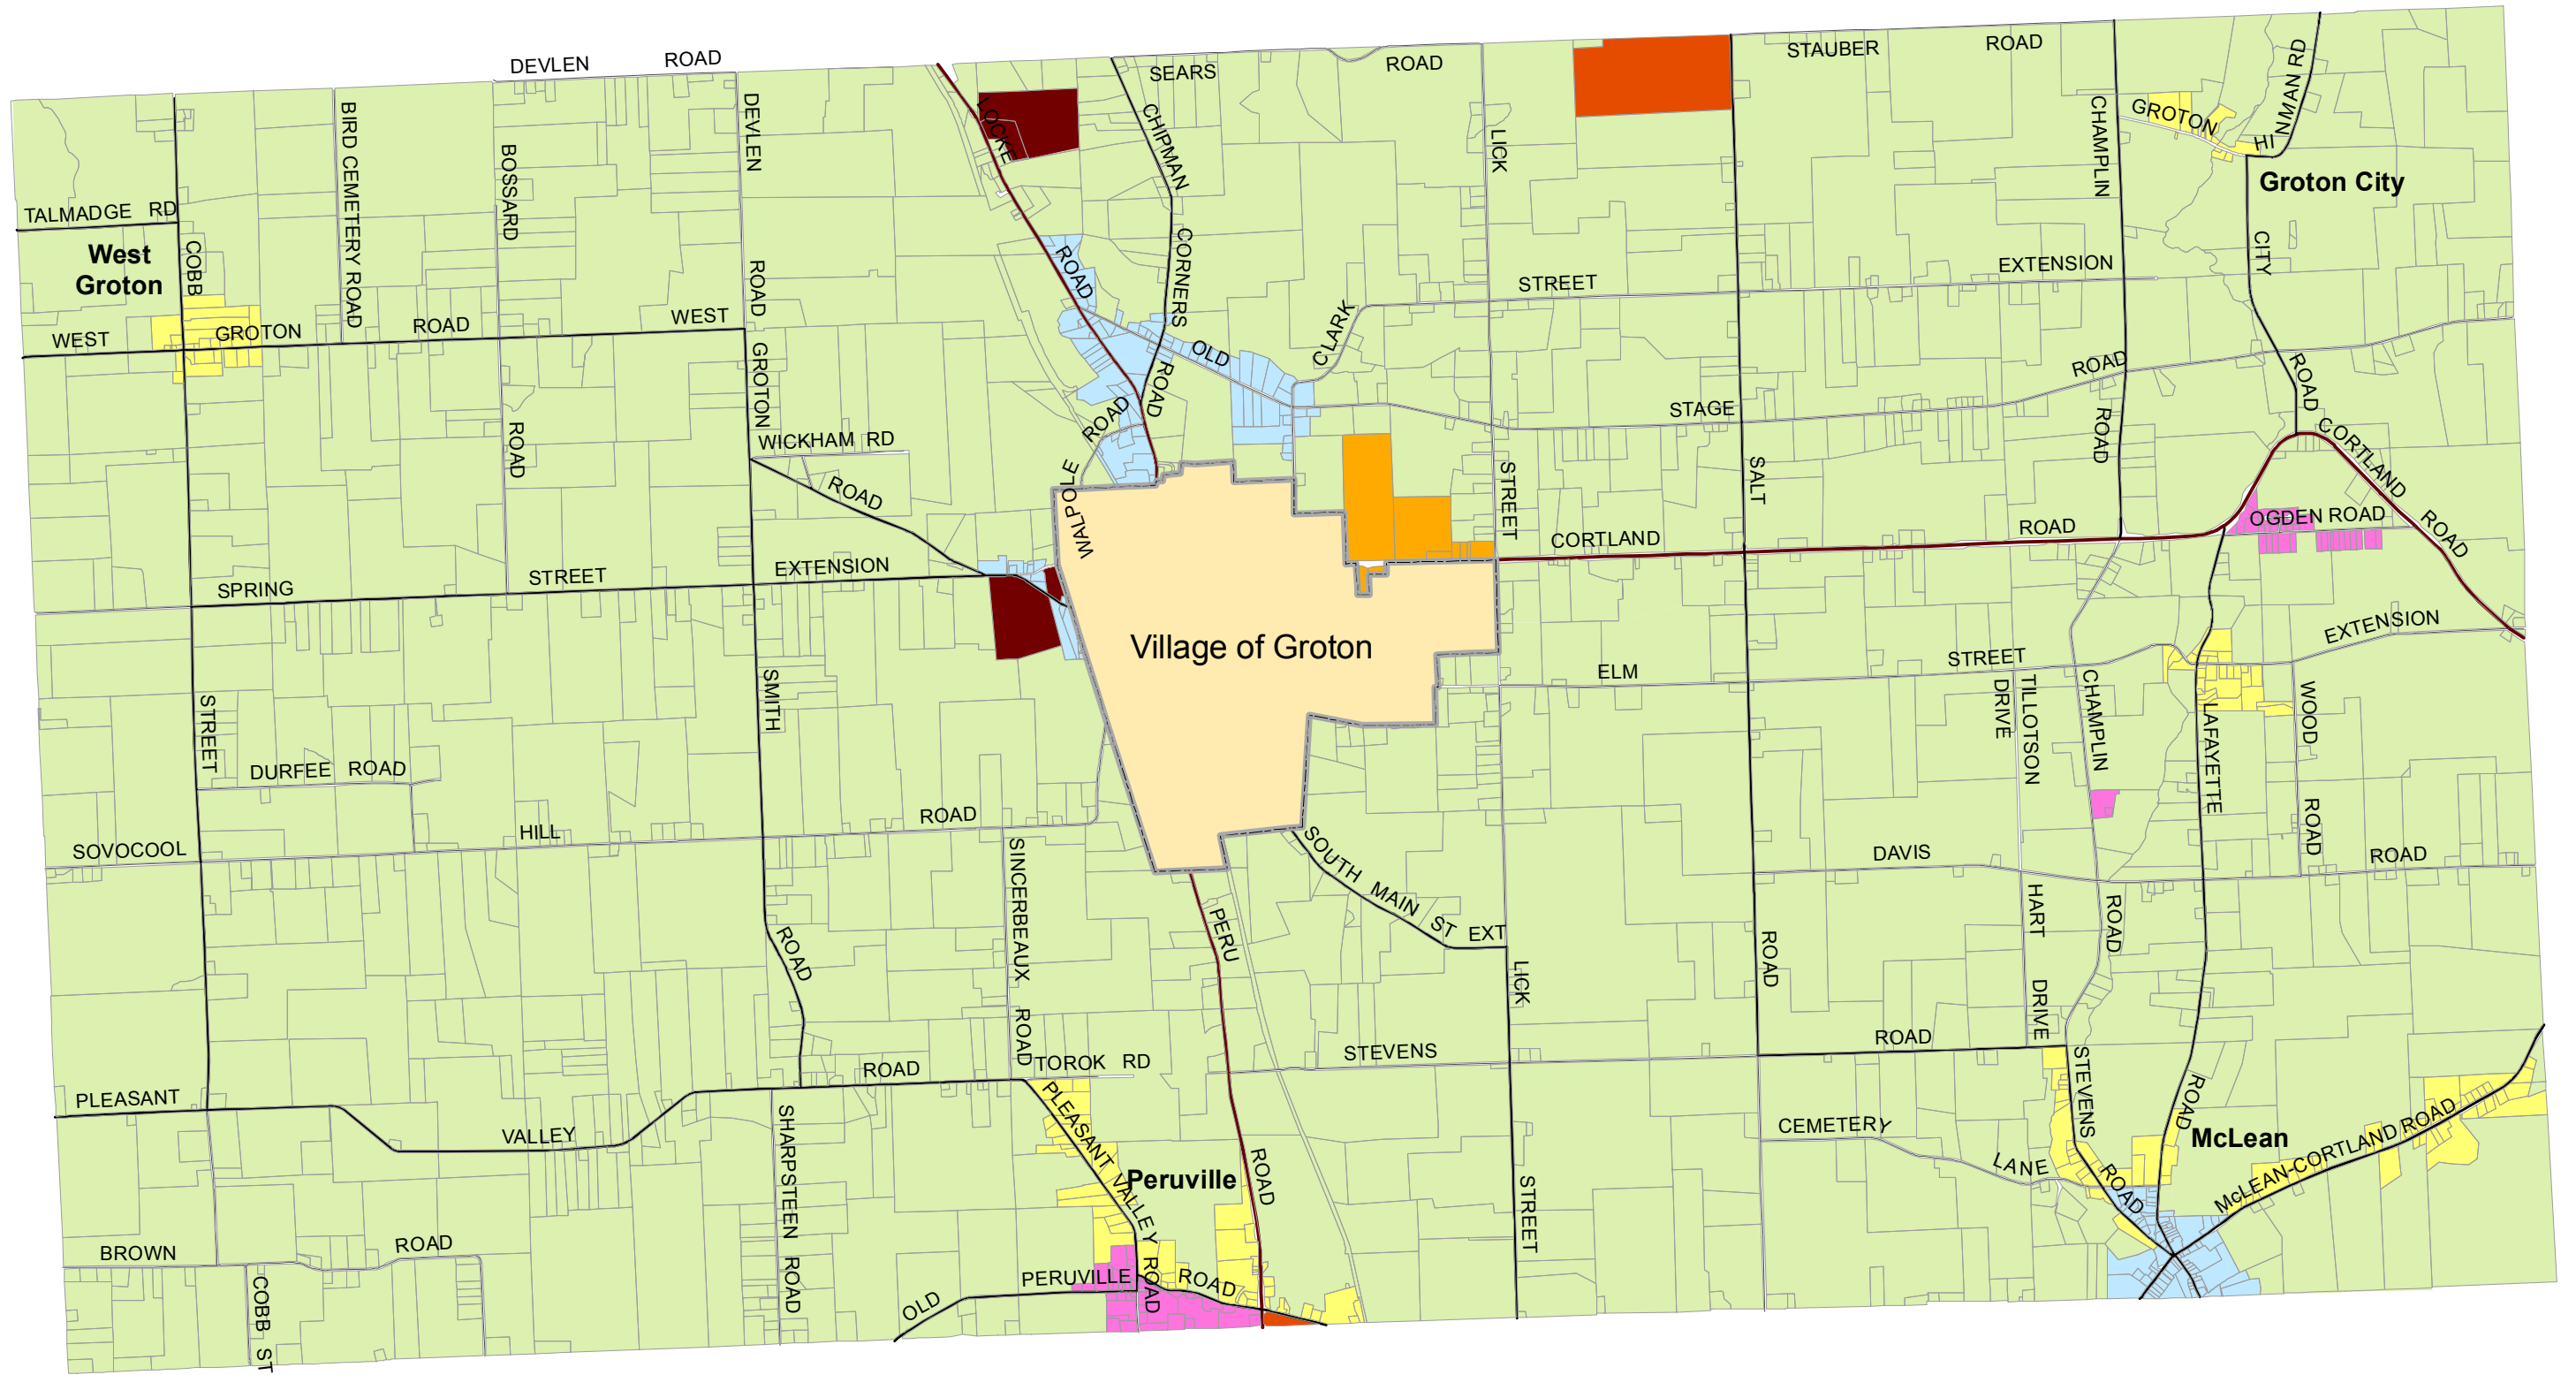 DEVLEN ROAD
SEARS ROAD
STAUBER ROAD
HINMAN RD
GROTON
Groton City
CITY
ROAD
TALMADGE RD
West
Groton
COBB
BIRD CEMETERY ROAD
BOSSARD
ROAD
DEVLEN
ROAD
LOCKE
ROAD
CHIPMAN
CORNERS
ROAD
LICK
STREET
CHAMPLIN
ROAD
WEST GROTON ROAD WEST
GROTON
OLD
STAGE
ROAD
CLARK
STREET
EXTENSION
WICKHAM RD
ROAD
WALPOLE
ROAD
SALT
ROAD
CORTLAND
ROAD
CORTLAND
ROAD
OGDEN ROAD
SPRING STREET EXTENSION
Village of Groton
ELM STREET EXTENSION
STREET
SMITH
ROAD
TILLOTSON
DRIVE
CHAMPLIN
ROAD
LAFAYETTE
ROAD
WOOD
ROAD
DURFEE ROAD
SOVOCOOL HILL ROAD
DAVIS ROAD
SINCERBEAUX
ROAD
SOUTH MAIN ST EXT
PERU
ROAD
LICK
STREET
HART
DRIVE
STEVENS ROAD
STEVENS
ROAD
TOROK RD
PLEASANT VALLEY ROAD
PLEASANT VALLEY
ROAD
SHARPSTEEN
ROAD
Peruville
CEMETERY LANE
McLean
McLEAN-CORTLAND ROAD
BROWN ROAD
COBB ST
OLD PERUVILLE ROAD